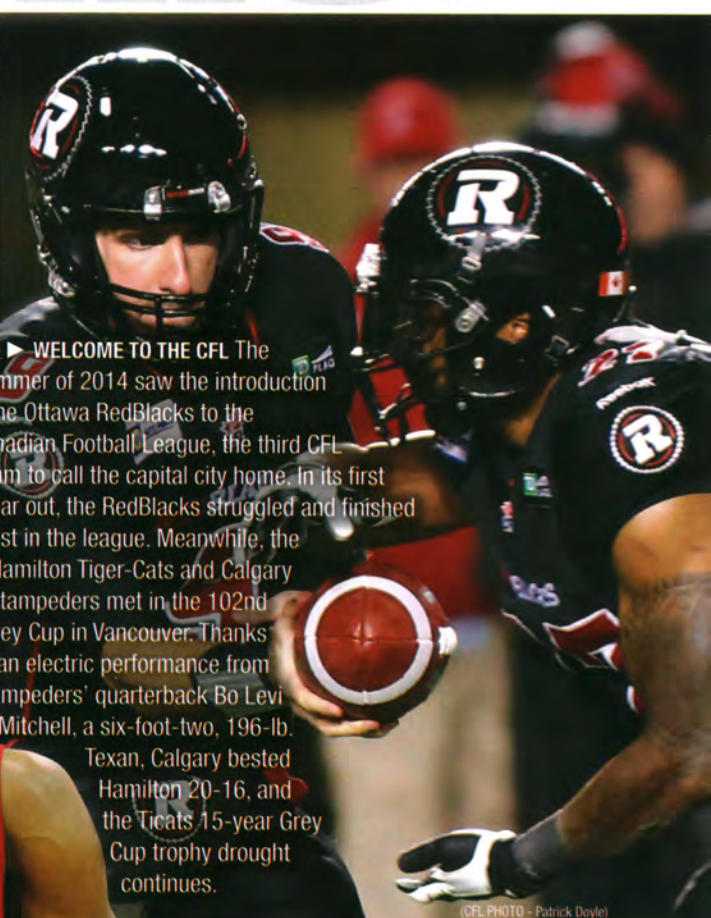 ► WELCOME TO THE CFL The
mmer of 2014 saw the introduction
he Ottawa RedBlacks to the
nadian Football League, the third CFL
am to call the capital city home. In its first
ar out, the RedBlacks struggled and finished
st in the league. Meanwhile, the
Hamilton Tiger-Cats and Calgary
tampeders met in the 102nd
ey Cup in Vancouver. Thanks
an electric performance from
mpeders' quarterback Bo Levi
Mitchell, a six-foot-two, 196-lb.
Texan, Calgary bested
Hamilton 20-16, and
the Ticats 15-year Grey
Cup trophy drought
continues.
R
R
Reebok
R
(CFL PHOTO - Patrick Doyle)